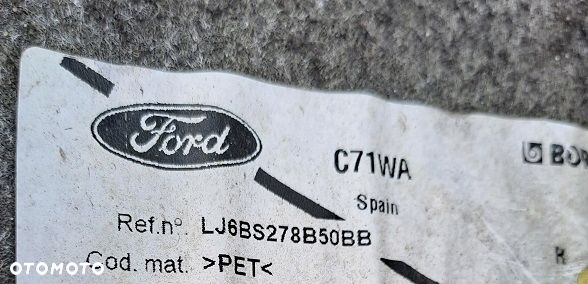 Ford
C71WA
Spain
Ref.nº LJ6BS278B50BB
Cod. mat. >PET<
OTOMOTO